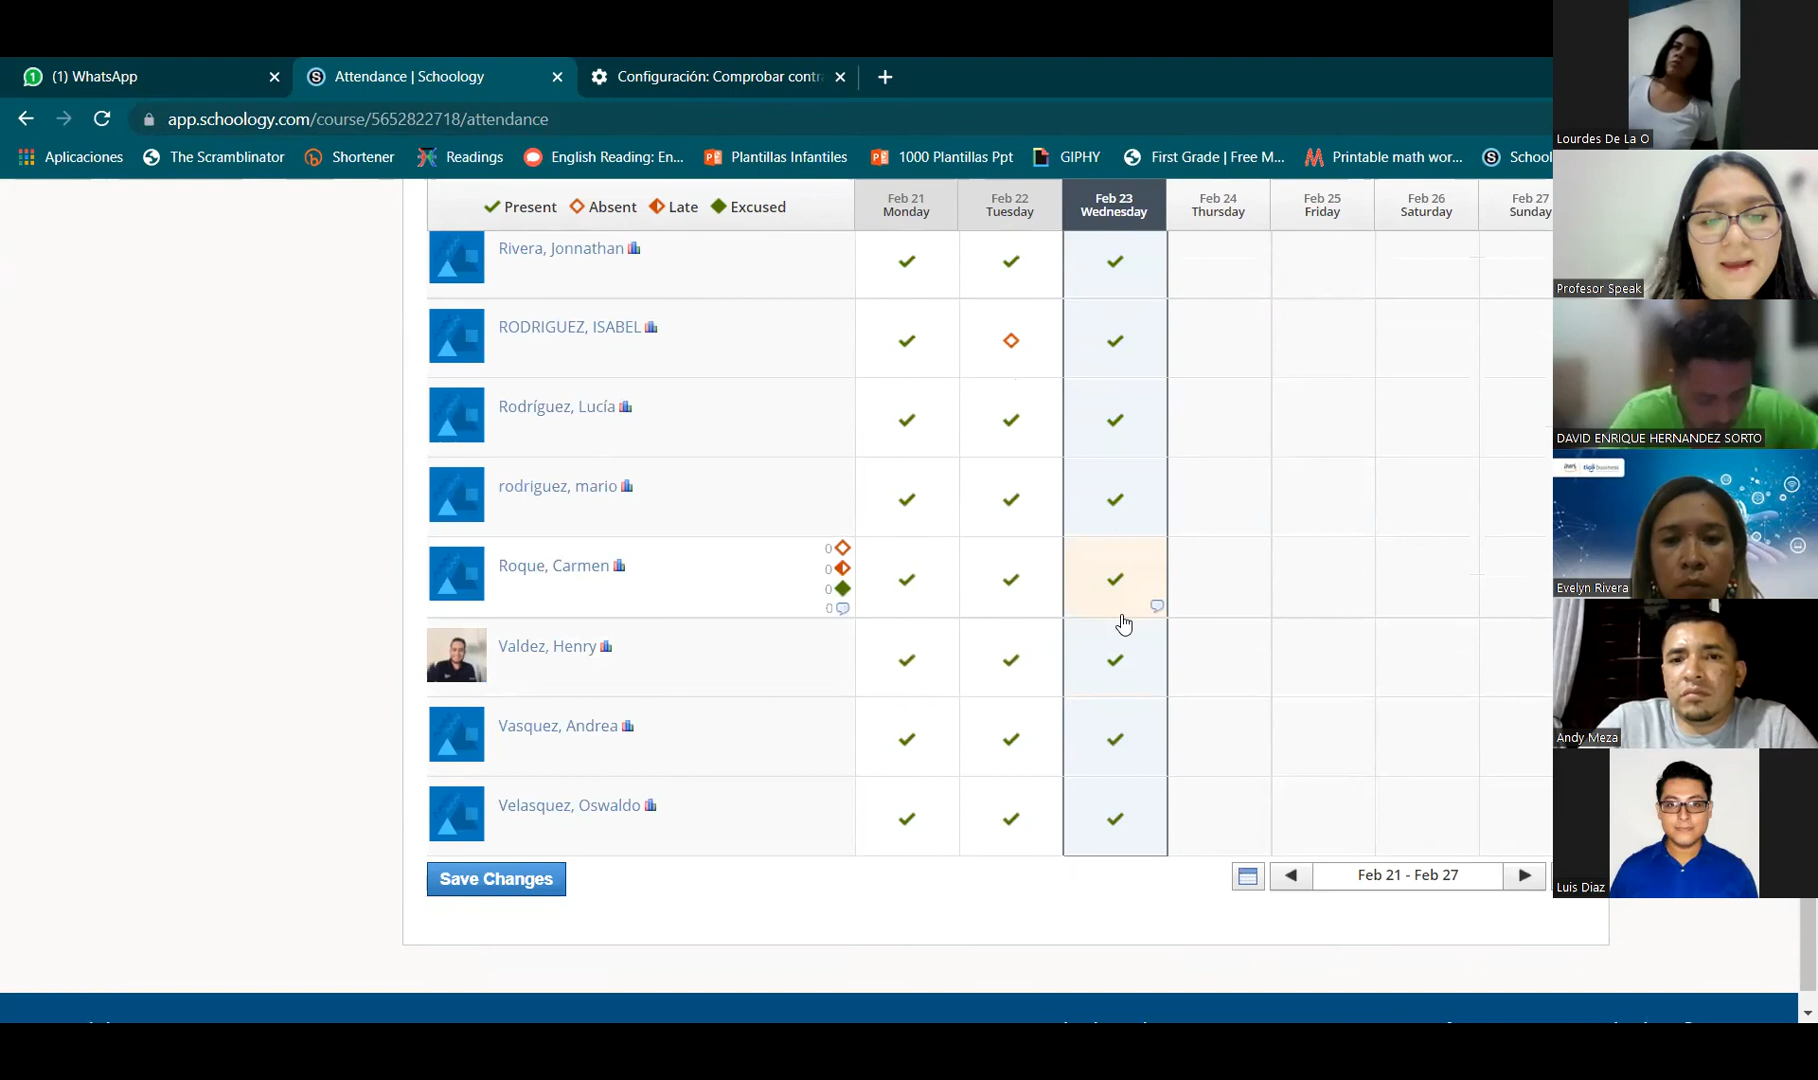 (1) WhatsApp
Attendance | Schoology
Configuración: Comprobar contr
app.schoology.com/course/5652822718/attendance
Aplicaciones
The Scramblinator
Shortener
Readings
English Reading: En...
Plantillas Infantiles
1000 Plantillas Ppt
GIPHY
First Grade | Free M...
Printable math wor...
School
Present
Absent
Late
Excused
Feb 21
Monday
Feb 22
Tuesday
Feb 23
Wednesday
Feb 24
Thursday
Feb 25
Friday
Feb 26
Saturday
Feb 27
Sunday
Rivera, Jonnathan
RODRIGUEZ, ISABEL
Rodríguez, Lucía
rodriguez, mario
Roque, Carmen
0
0
0
0
Valdez, Henry
Vasquez, Andrea
Velasquez, Oswaldo
Save Changes
Feb 21 - Feb 27
Lourdes De La O
Profesor Speak
DAVID ENRIQUE HERNANDEZ SORTO
aws
tigo business
Evelyn Rivera
Andy Meza
Luis Diaz